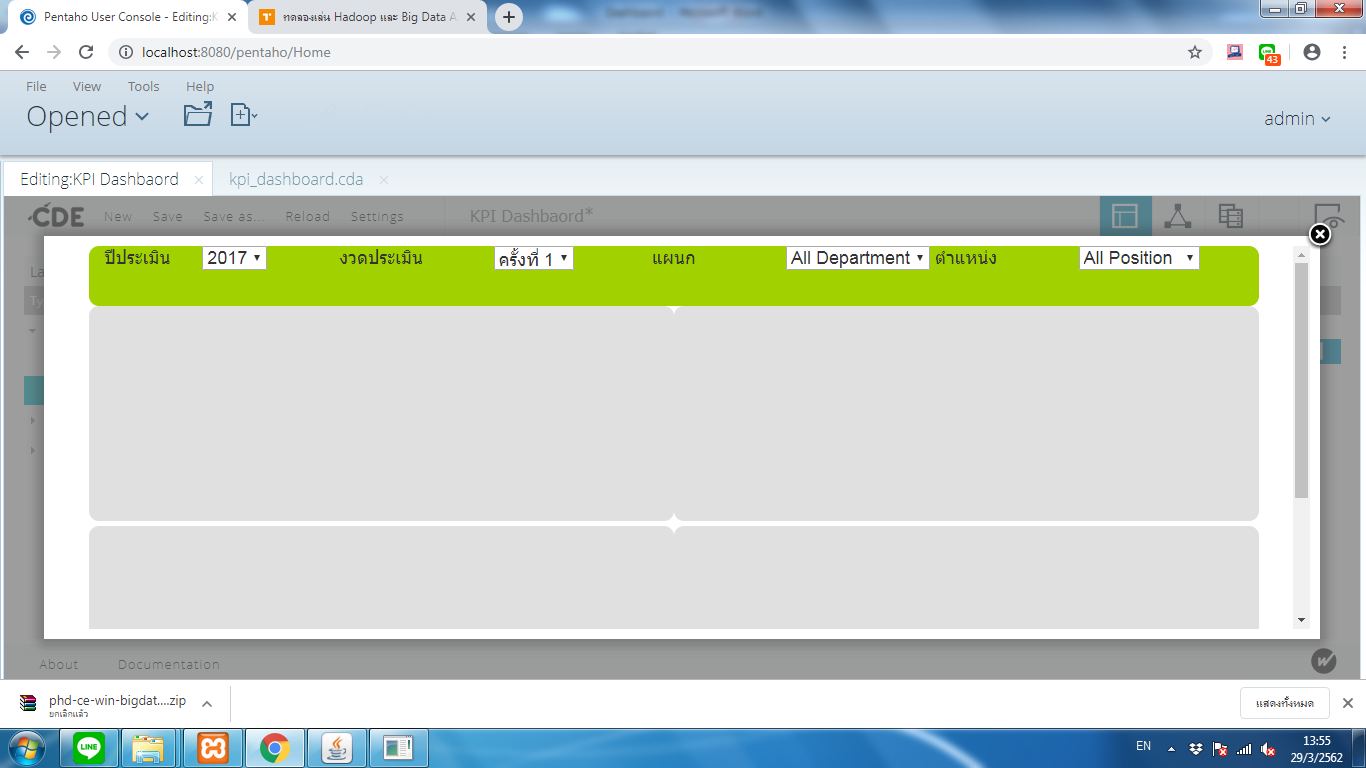 Pentaho User Console - Editing:K
ทดลองเล่น Hadoop และ Big Data A
localhost:8080/pentaho/Home
43
File View Tools Help
Opened
admin
Editing:KPI Dashbaord
kpi_dashboard.cda
CDE New Save Save as... Reload Settings KPI Dashbaord*
La
Ty
ปีประเมิน 2017 งวดประเมิน ครั้งที่ 1 แผนก All Department ตำแหน่ง All Position
About Documentation
phd-ce-win-bigdat....zip
ยกเลิกแล้ว
แสดงทั้งหมด
LINE
EN
13:55
29/3/2562